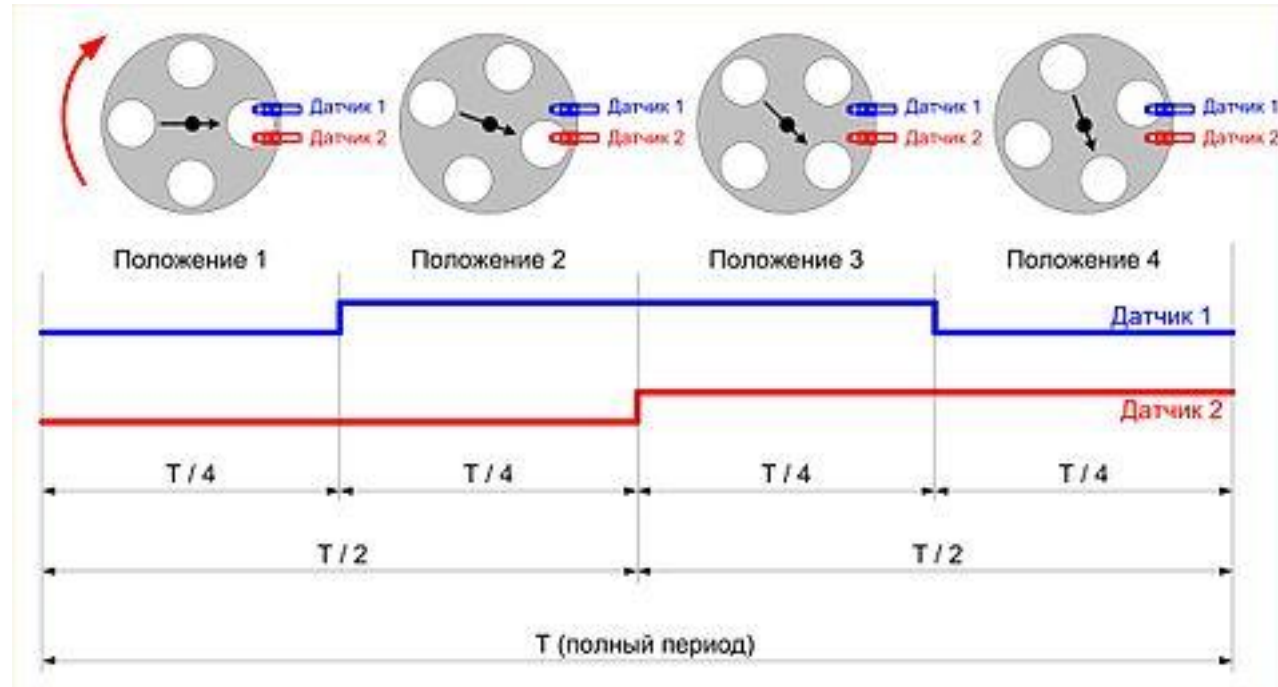 Датчик 1
Датчик 2
Датчик 1
Датчик 2
Датчик 1
Датчик 2
Датчик 1
Датчик 2
Положение 1
Положение 2
Положение 3
Положение 4
Датчик 1
Датчик 2
T / 4
T / 4
T / 4
T / 4
T / 2
T / 2
T (полный период)